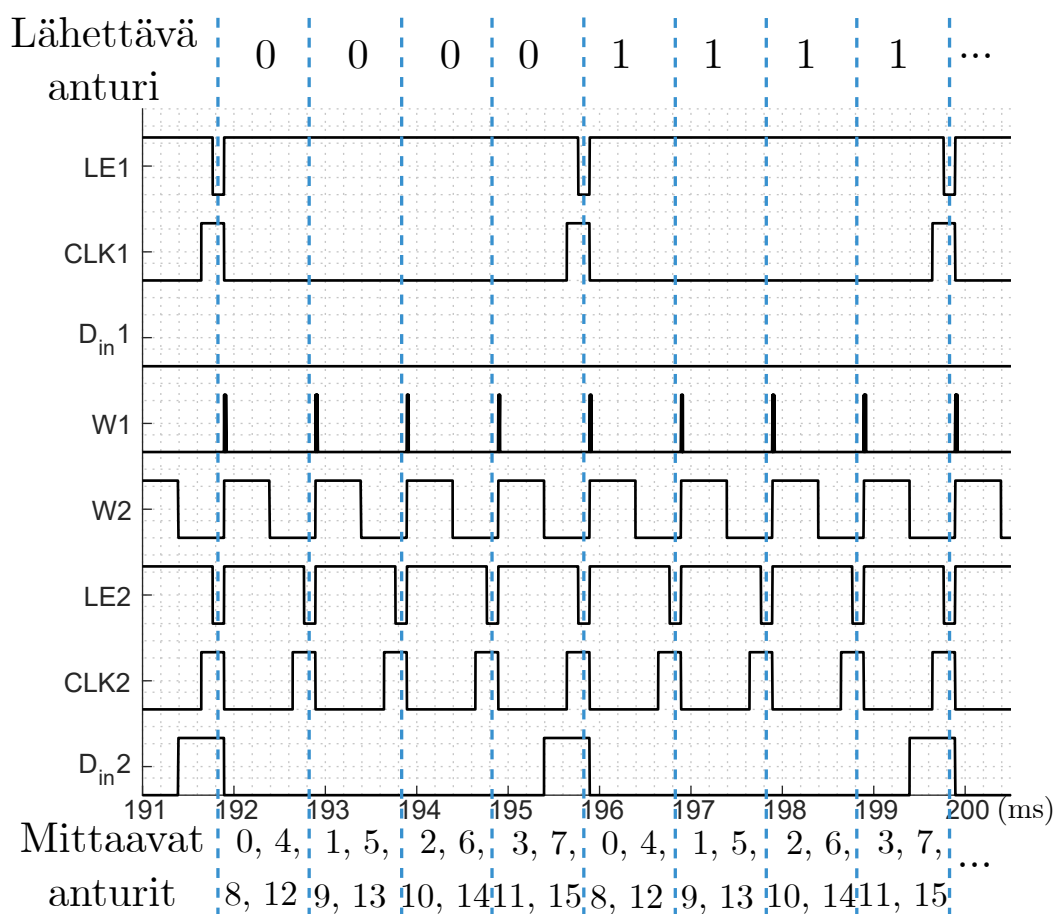 Lähettävä
anturi
0 0 0 0 1 1 1 1 ...
LE1
CLK1
D_in1
W1
W2
LE2
CLK2
D_in2
191 192 193 194 195 196 197 198 199 200 (ms)
Mittaavat 0, 4, 1, 5, 2, 6, 3, 7, 0, 4, 1, 5, 2, 6, 3, 7, ...
anturit 8, 12 9, 13 10, 14 11, 15 8, 12 9, 13 10, 14 11, 15